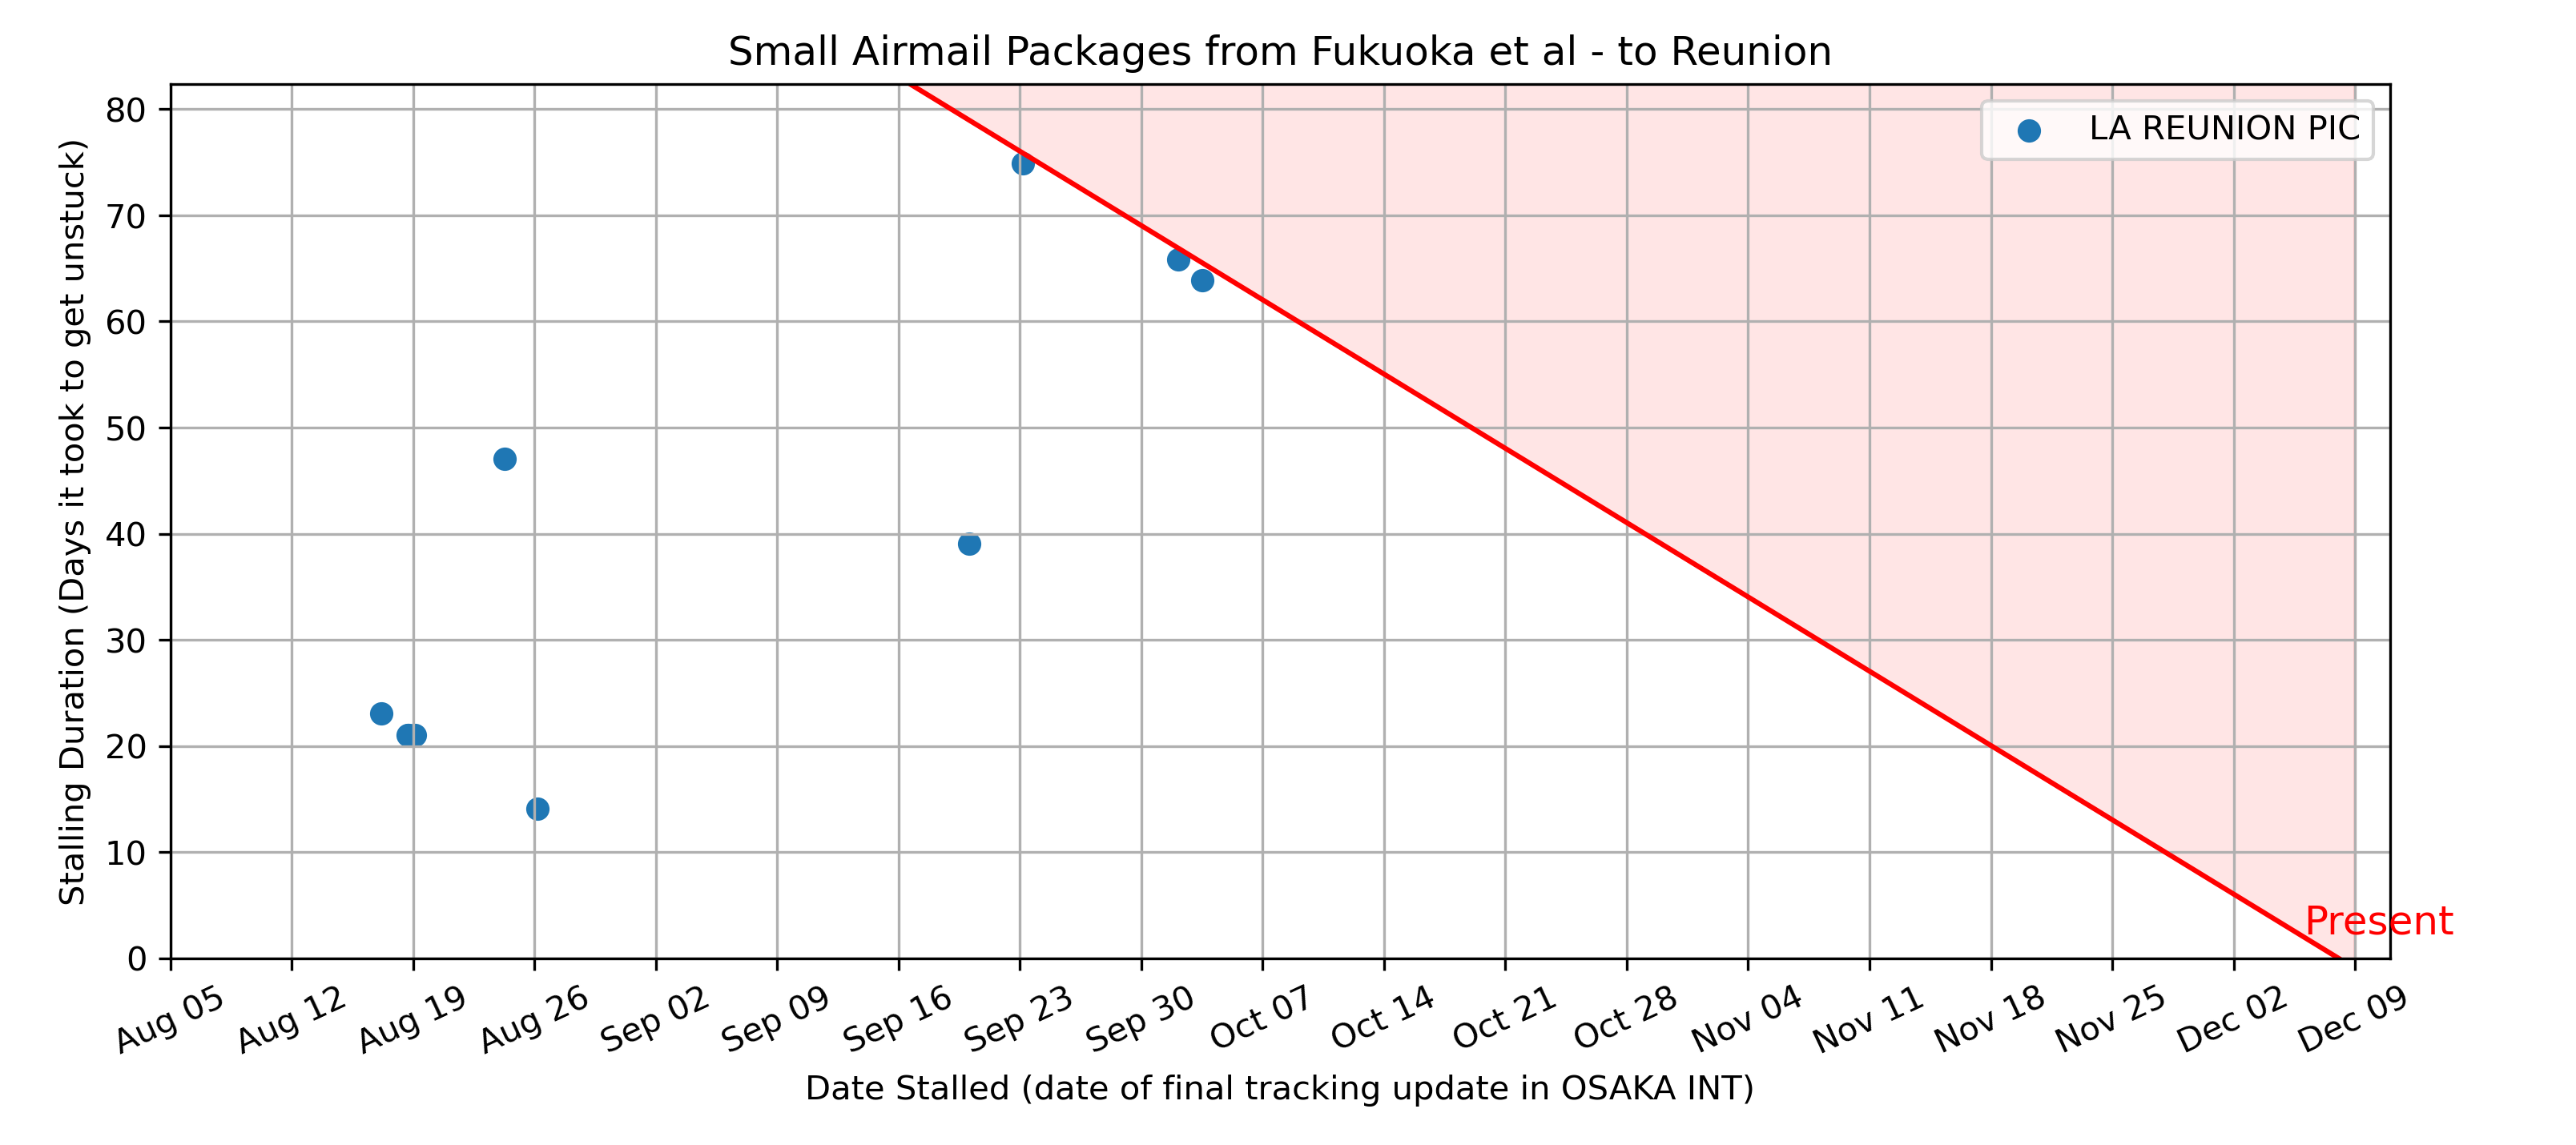 Small Airmail Packages from Fukuoka et al - to Reunion
LA REUNION PIC
Stalling Duration (Days it took to get unstuck)
80
70
60
50
40
30
20
10
0
Present
Aug 05 Aug 12 Aug 19 Aug 26 Sep 02 Sep 09 Sep 16 Sep 23 Sep 30 Oct 07 Oct 14 Oct 21 Oct 28 Nov 04 Nov 11 Nov 18 Nov 25 Dec 02 Dec 09
Date Stalled (date of final tracking update in OSAKA INT)